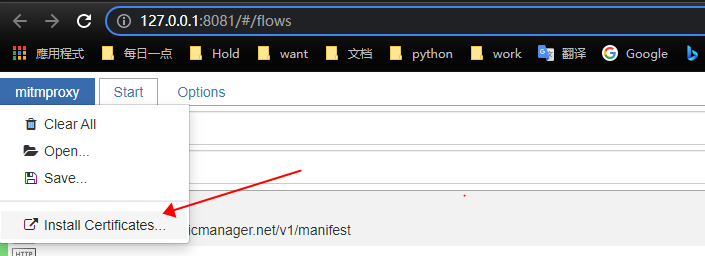 127.0.0.1:8081/#/flows
應用程式 每日一点 Hold want 文档 python work 翻译 Google
mitmproxy Start Options
Clear All
Open...
Save...
Install Certificates...
icmanager.net/v1/manifest
HTTP